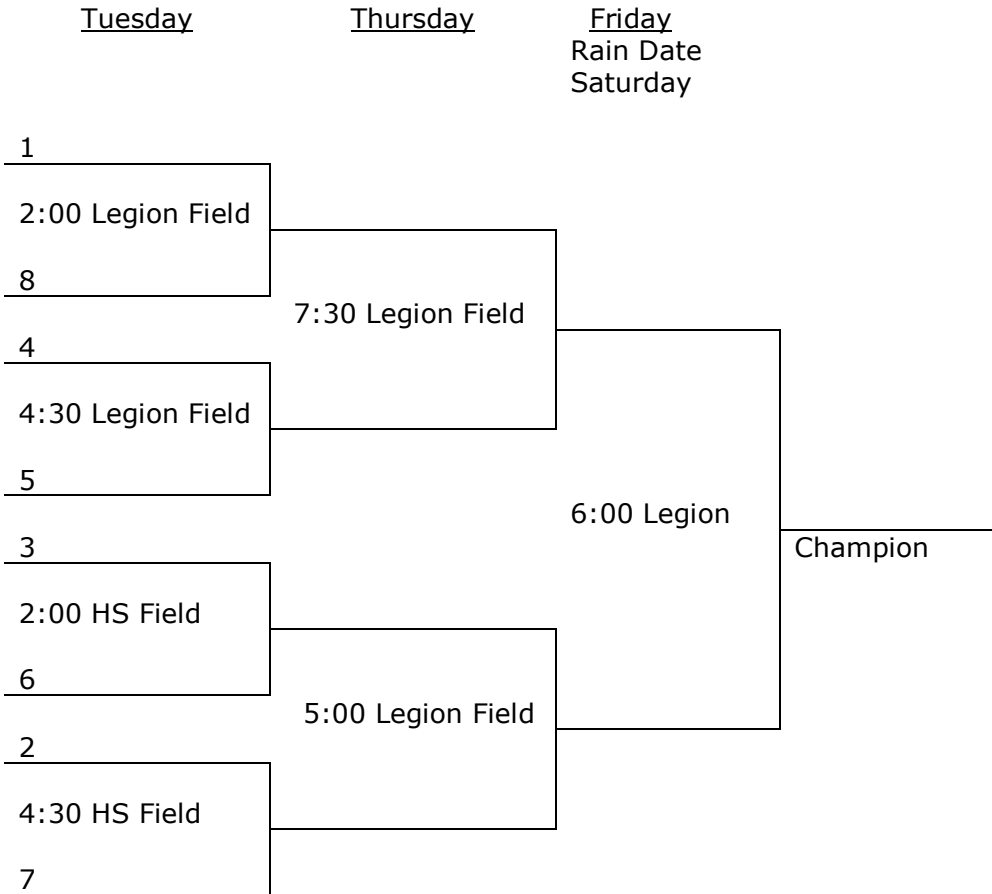 Tuesday Thursday Friday
Rain Date
Saturday
1
2:00 Legion Field
8
7:30 Legion Field
4
4:30 Legion Field
5
6:00 Legion
3
Champion
2:00 HS Field
6
5:00 Legion Field
2
4:30 HS Field
7